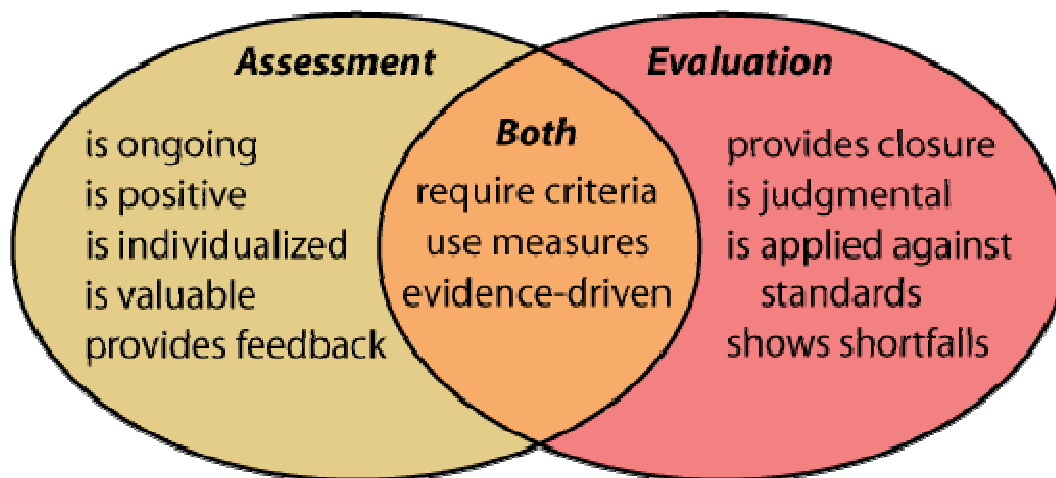 Assessment
is ongoing
is positive
is individualized
is valuable
provides feedback
Both
require criteria
use measures
evidence-driven
Evaluation
provides closure
is judgmental
is applied against
standards
shows shortfalls